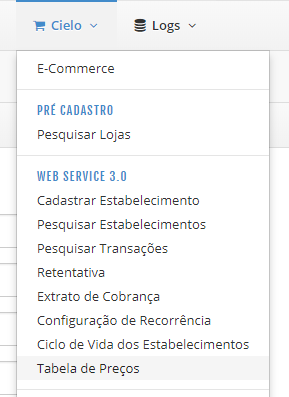 Cielo
Logs
E-Commerce
PRÉ CADASTRO
Pesquisar Lojas
WEB SERVICE 3.0
Cadastrar Estabelecimento
Pesquisar Estabelecimentos
Pesquisar Transações
Retentativa
Extrato de Cobrança
Configuração de Recorrência
Ciclo de Vida dos Estabelecimentos
Tabela de Preços